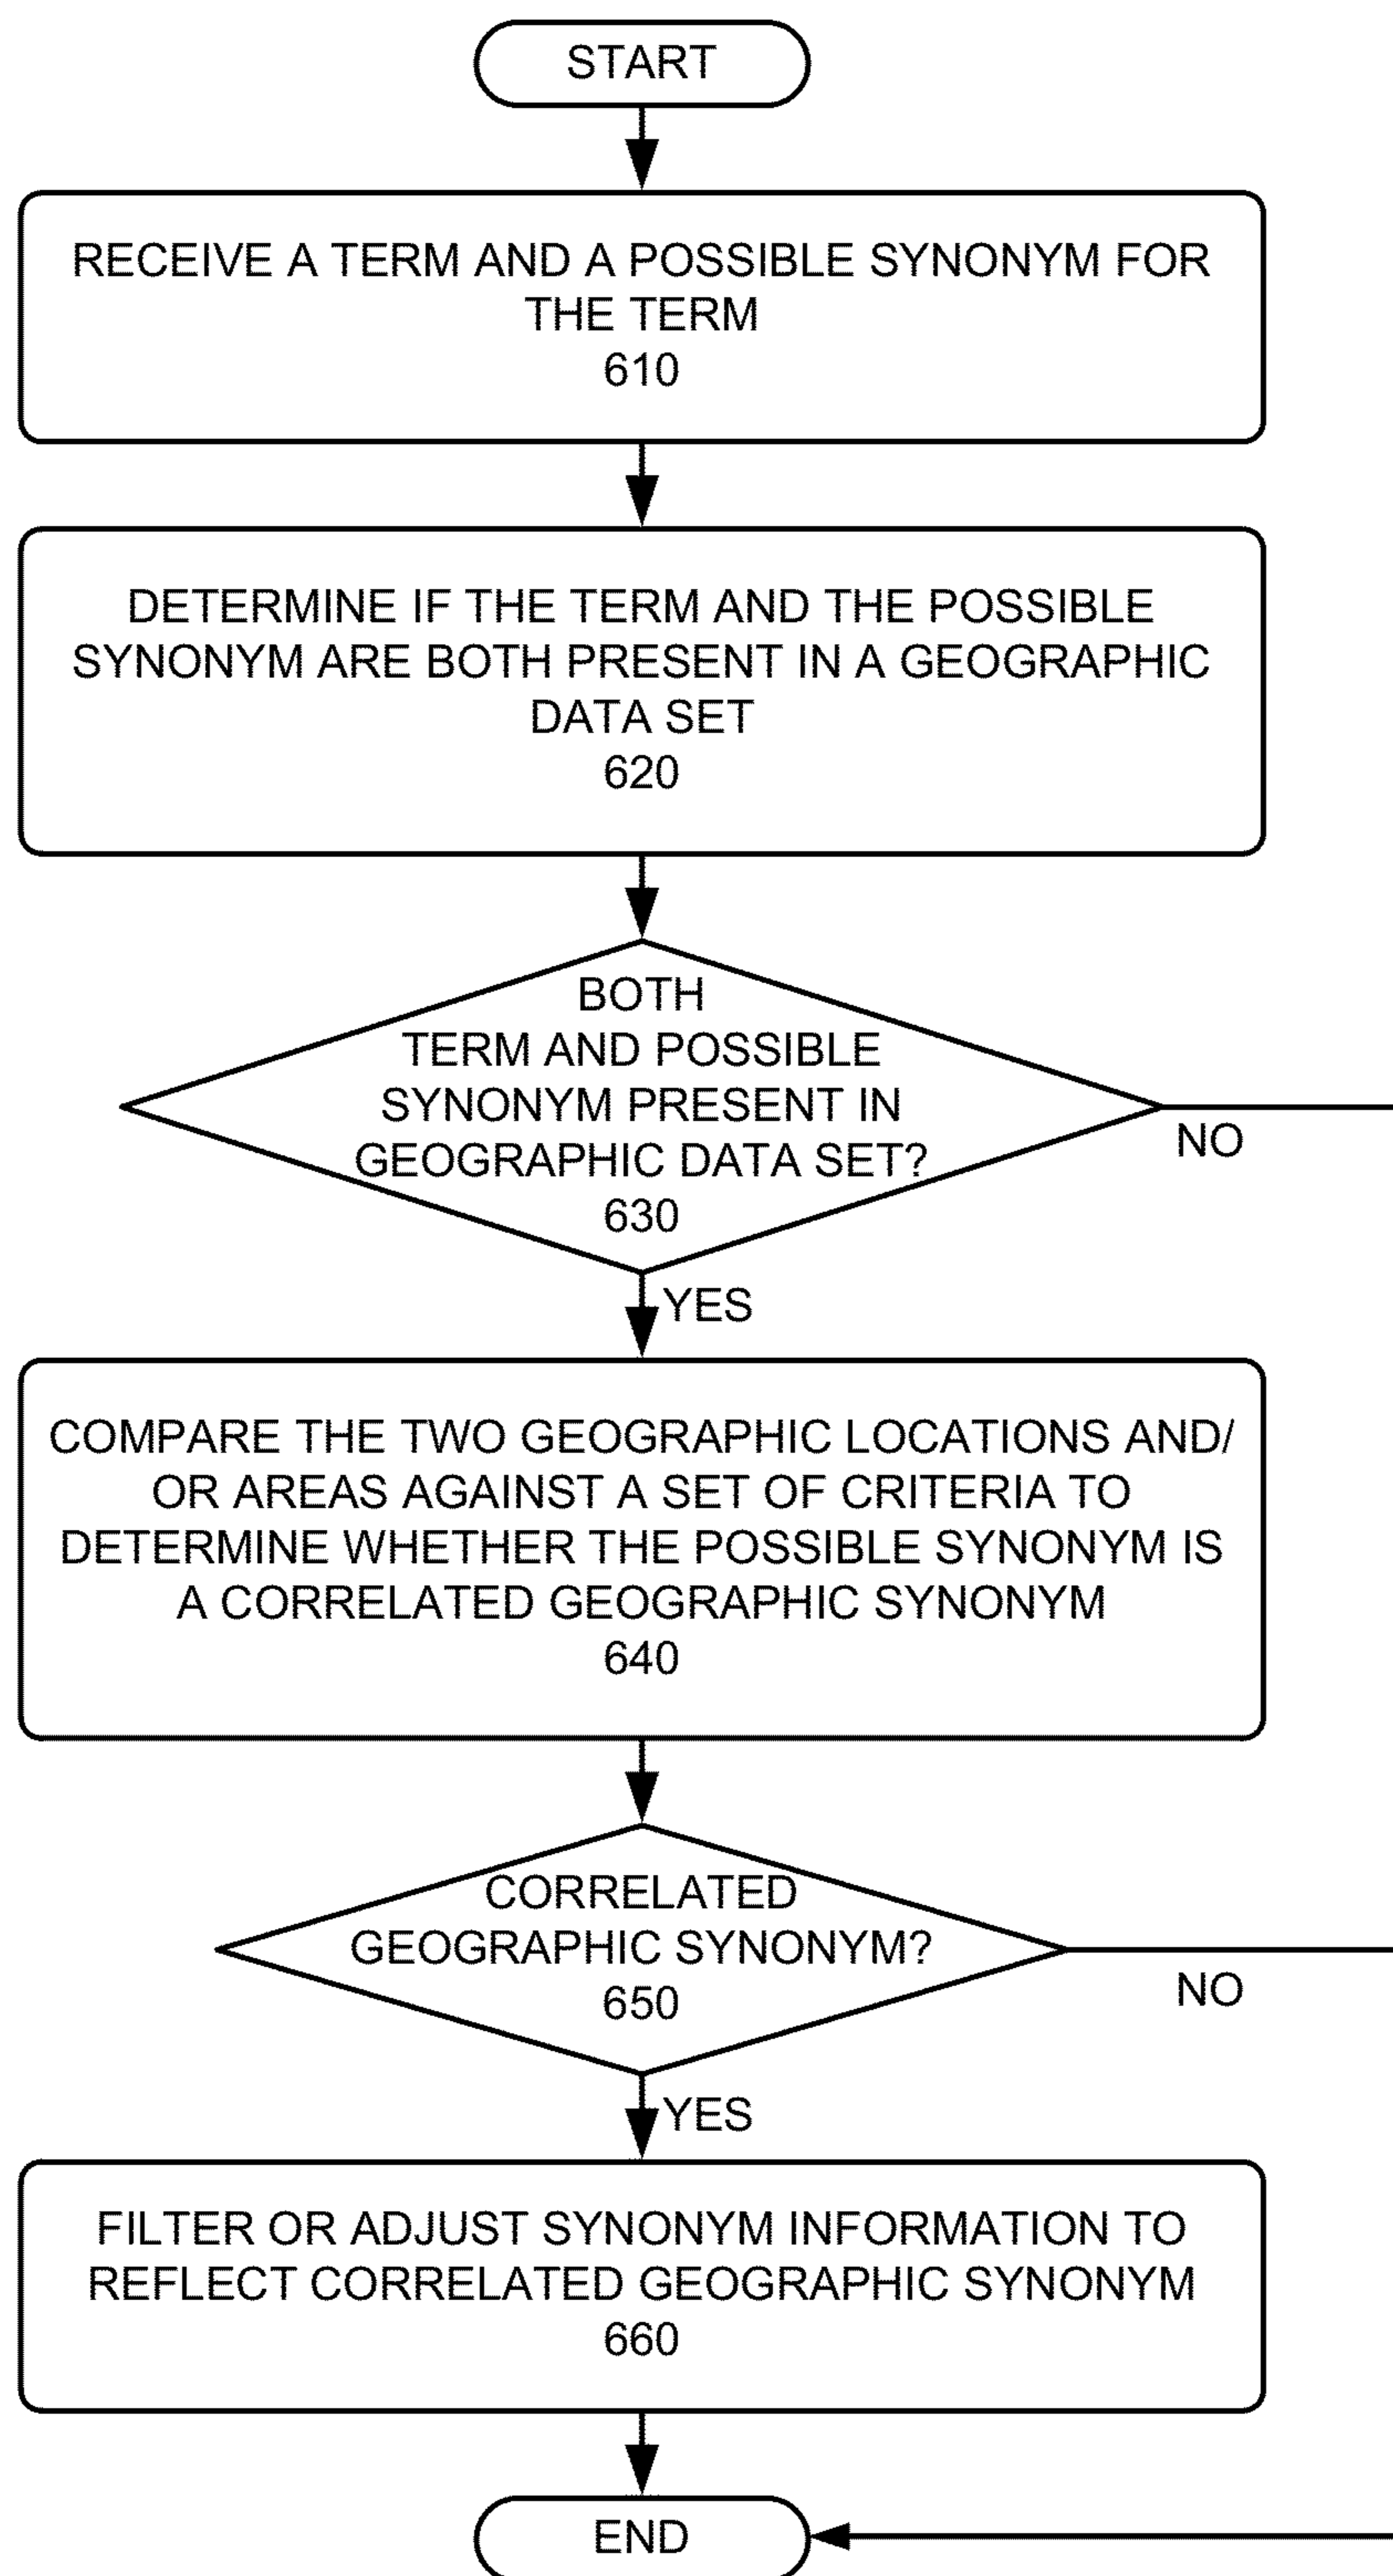 START
RECEIVE A TERM AND A POSSIBLE SYNONYM FOR
THE TERM
610
DETERMINE IF THE TERM AND THE POSSIBLE
SYNONYM ARE BOTH PRESENT IN A GEOGRAPHIC
DATA SET
620
BOTH
TERM AND POSSIBLE
SYNONYM PRESENT IN
GEOGRAPHIC DATA SET?
630
NO
YES
COMPARE THE TWO GEOGRAPHIC LOCATIONS AND/
OR AREAS AGAINST A SET OF CRITERIA TO
DETERMINE WHETHER THE POSSIBLE SYNONYM IS
A CORRELATED GEOGRAPHIC SYNONYM
640
CORRELATED
GEOGRAPHIC SYNONYM?
650
NO
YES
FILTER OR ADJUST SYNONYM INFORMATION TO
REFLECT CORRELATED GEOGRAPHIC SYNONYM
660
END